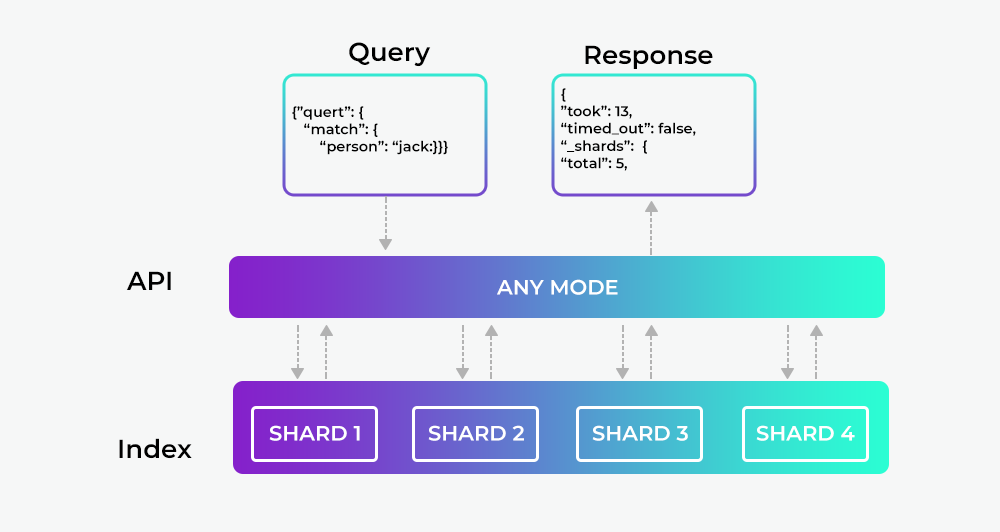 Query
Response
{”quert”: {
“match”: {
“person”: “jack:}}}
{
”took”: 13,
“timed_out”: false,
“_shards”:  {
“total”: 5,
API
ANY MODE
Index
SHARD 1
SHARD 2
SHARD 3
SHARD 4